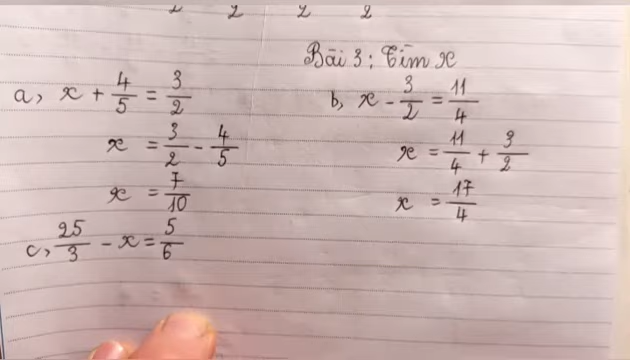 Bài 3: Tìm x
a, x + 4/5 = 3/2
x = 3/2 - 4/5
x = 7/10
b, x - 3/2 = 11/4
x = 11/4 + 3/2
x = 17/4
c, 25/3 - x = 5/6